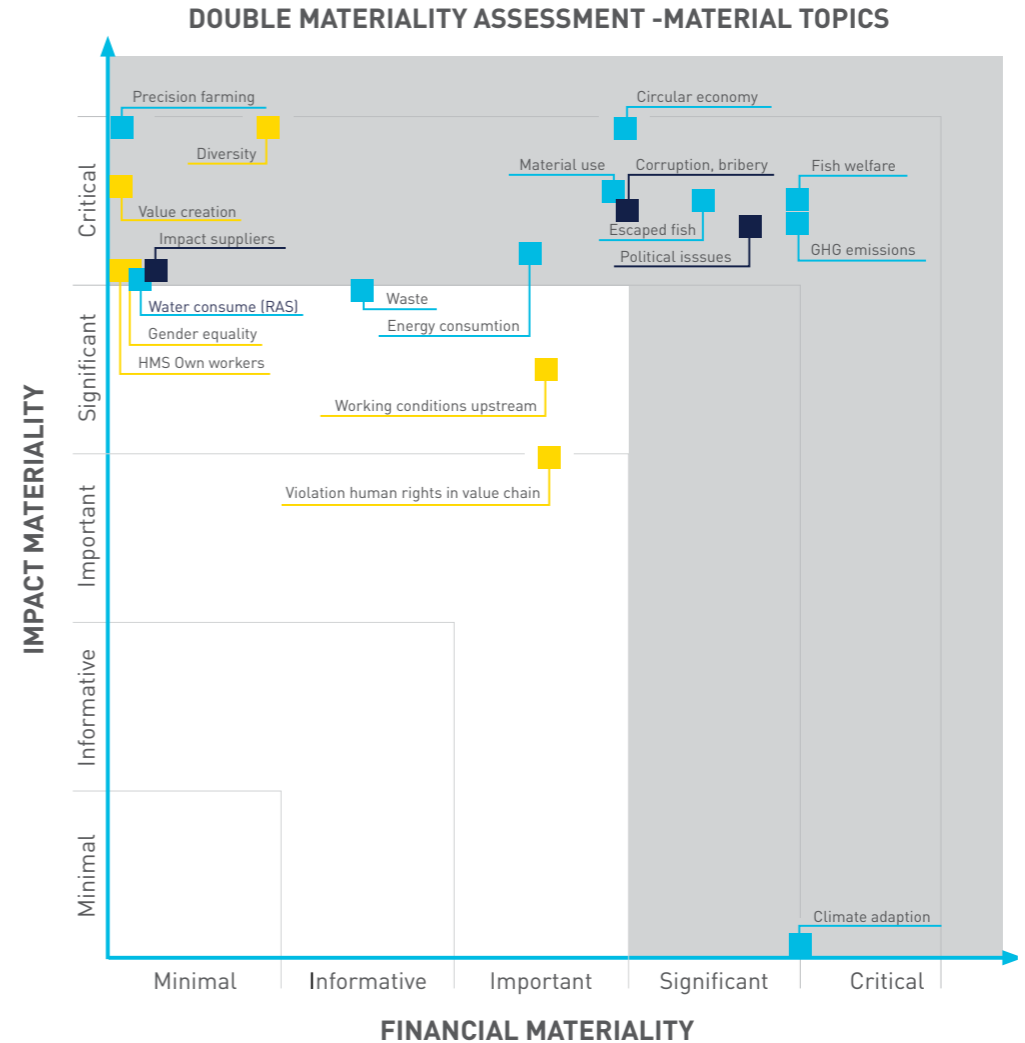 DOUBLE MATERIALITY ASSESSMENT -MATERIAL TOPICS
Precision farming
Circular economy
Diversity
Material use
Corruption, bribery
Fish welfare
Value creation
Escaped fish
Impact suppliers
Political isssues
GHG emissions
Water consume (RAS)
Waste
Energy consumtion
Gender equality
HMS Own workers
Working conditions upstream
Violation human rights in value chain
Climate adaption
IMPACT MATERIALITY
Critical
Significant
Important
Informative
Minimal
Minimal
Informative
Important
Significant
Critical
FINANCIAL MATERIALITY